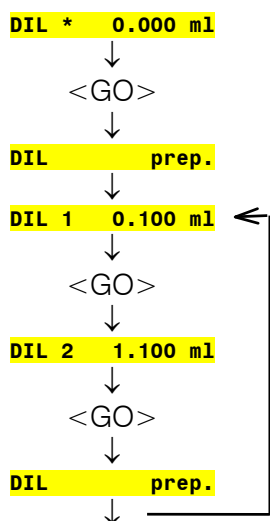 DIL * 0.000 ml
<GO>
DIL prep.
DIL 1 0.100 ml
<GO>
DIL 2 1.100 ml
<GO>
DIL prep.